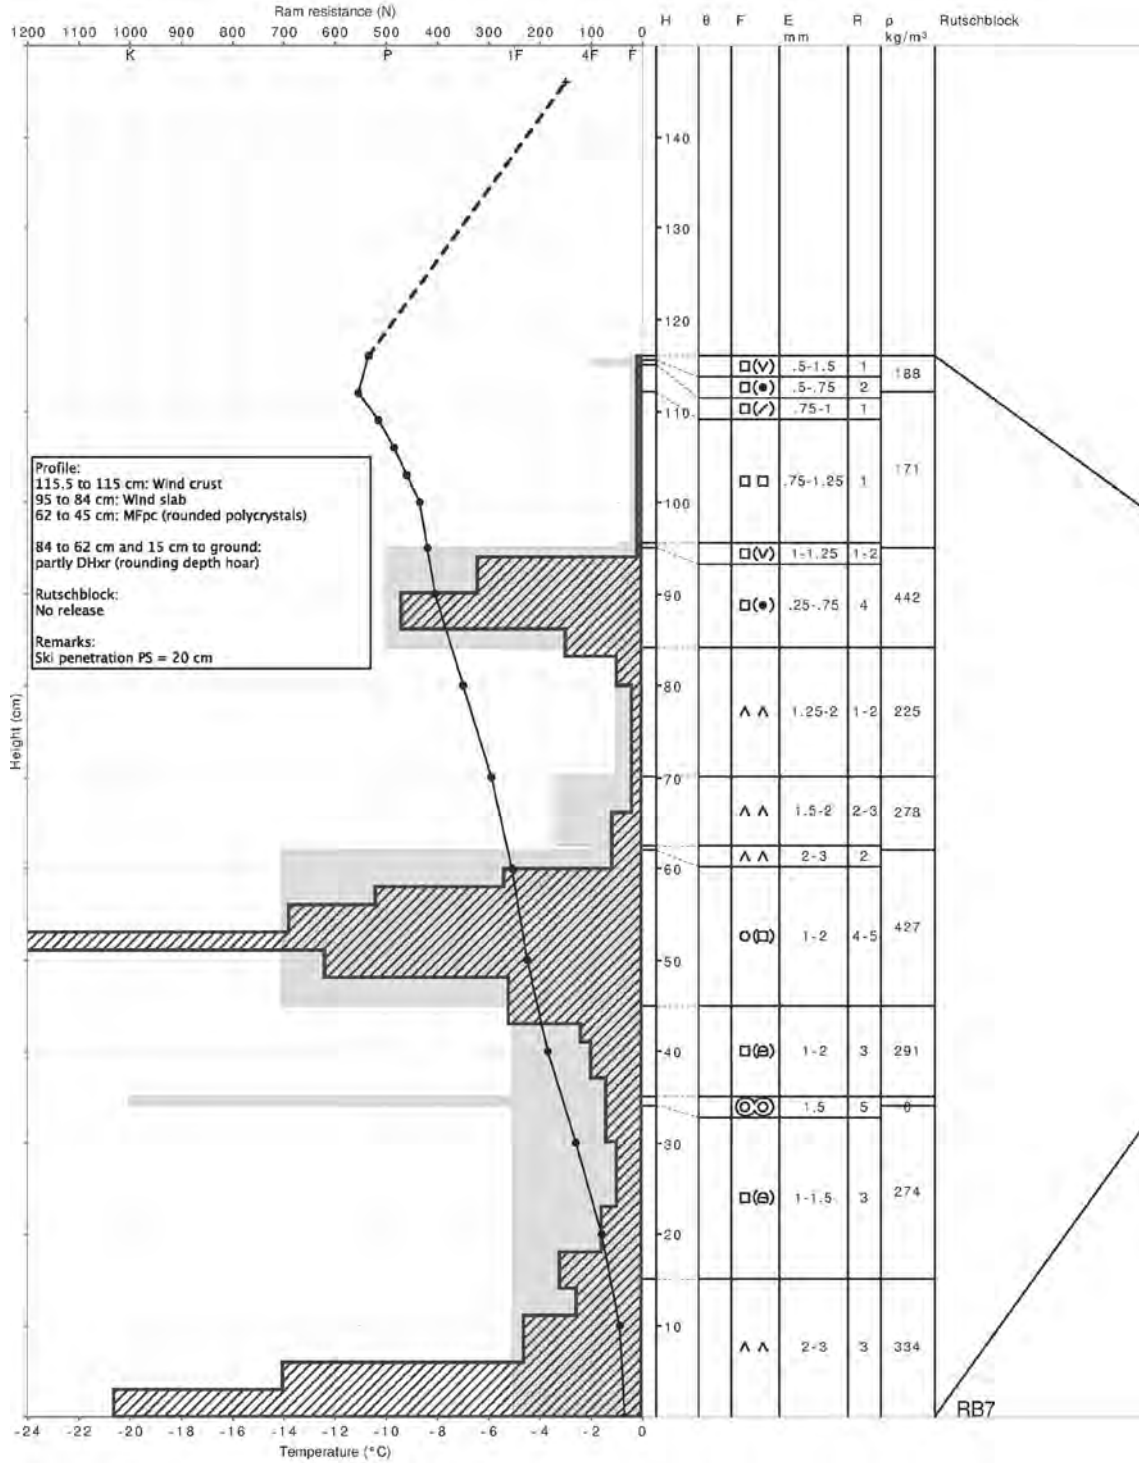 Ram resistance (N)
1200 1100 1000 900 800 700 600 500 400 300 200 100 0
K P 1F 4F F
H θ F E R ρ Rutschblock
mm kg/m³
140
130
120
110
100
90
80
70
60
50
40
30
20
10
Height (cm)
□(V) .5-1.5 1 188
□(●) .5-.75 2
□(/) .75-1 1
□ □ .75-1.25 1 171
□(V) 1-1.25 1-2
□(●) .25-.75 4 442
Λ Λ 1.25-2 1-2 225
Λ Λ 1.5-2 2-3 278
Λ Λ 2-3 2
O(□) 1-2 4-5 427
□(ⴱ) 1-2 3 291
1.5 5 0
□(ⴱ) 1-1.5 3 274
Λ Λ 2-3 3 334
Profile:
115.5 to 115 cm: Wind crust
95 to 84 cm: Wind slab
62 to 45 cm: MFpc (rounded polycrystals)
84 to 62 cm and 15 cm to ground:
partly DHxr (rounding depth hoar)
Rutschblock:
No release
Remarks:
Ski penetration PS = 20 cm
RB7
-24 -22 -20 -18 -16 -14 -12 -10 -8 -6 -4 -2 0
Temperature (°C)